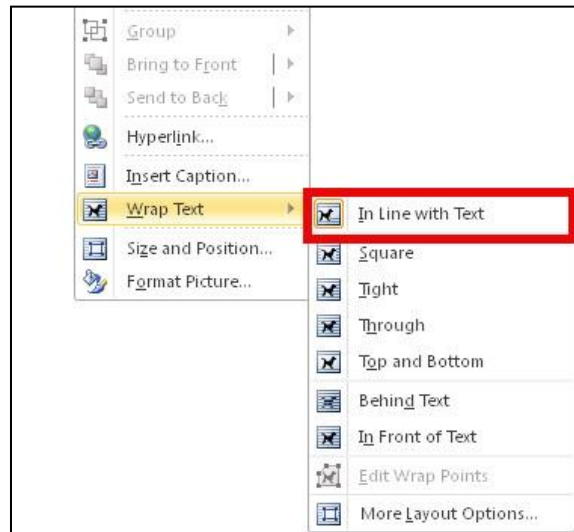 Group
Bring to Front
Send to Back
Hyperlink...
Insert Caption...
Wrap Text
Size and Position...
Format Picture...
In Line with Text
Square
Tight
Through
Top and Bottom
Behind Text
In Front of Text
Edit Wrap Points
More Layout Options...